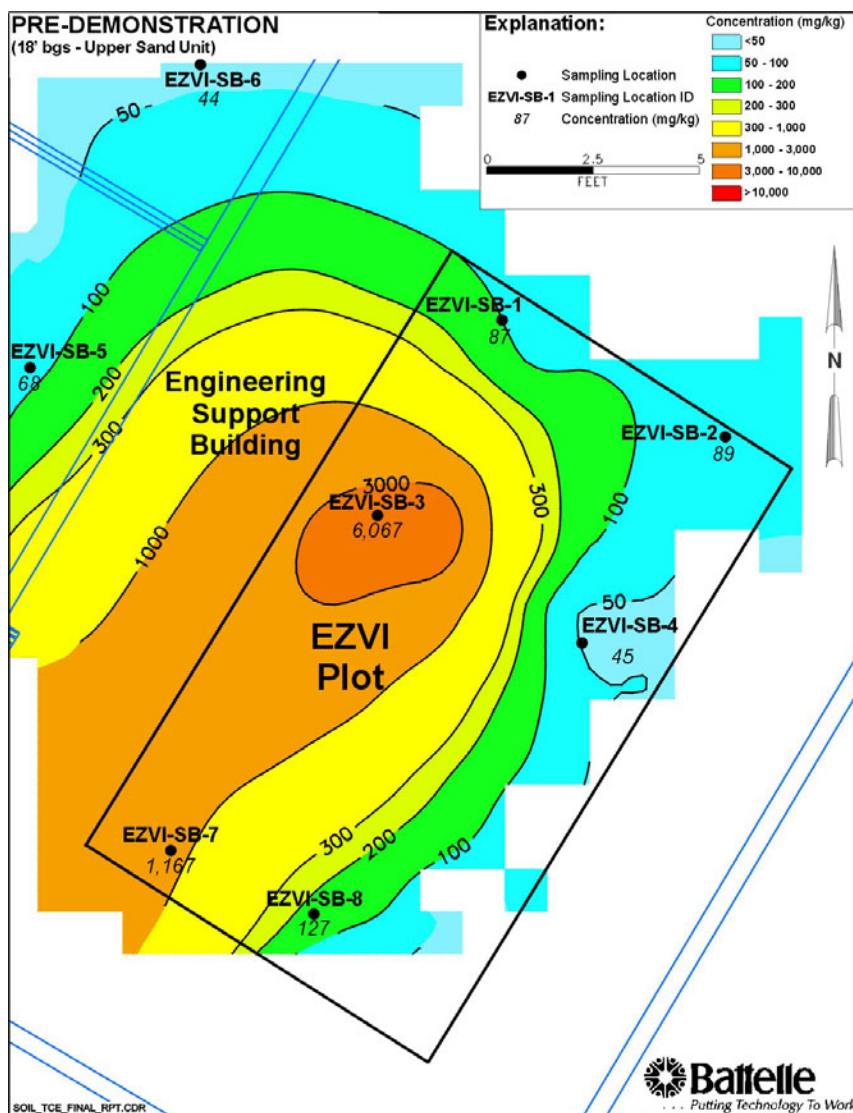 PRE-DEMONSTRATION
(18' bgs - Upper Sand Unit)
EZVI-SB-6
44
50
Explanation:
Sampling Location
EZVI-SB-1 Sampling Location ID
87 Concentration (mg/kg)
0 2.5 5
FEET
Concentration (mg/kg)
<50
50 - 100
100 - 200
200 - 300
300 - 1,000
1,000 - 3,000
3,000 - 10,000
>10,000
N
100
EZVI-SB-1
87
EZVI-SB-5
68
200
300
Engineering
Support
Building
EZVI-SB-2
89
3000
EZVI-SB-3
6,067
300
100
1000
50
EZVI-SB-4
45
EZVI
Plot
EZVI-SB-7
1,167
300
200
100
EZVI-SB-8
127
SOIL_TCE_FINAL_RPT.CDR
Battelle
. . . Putting Technology To Work